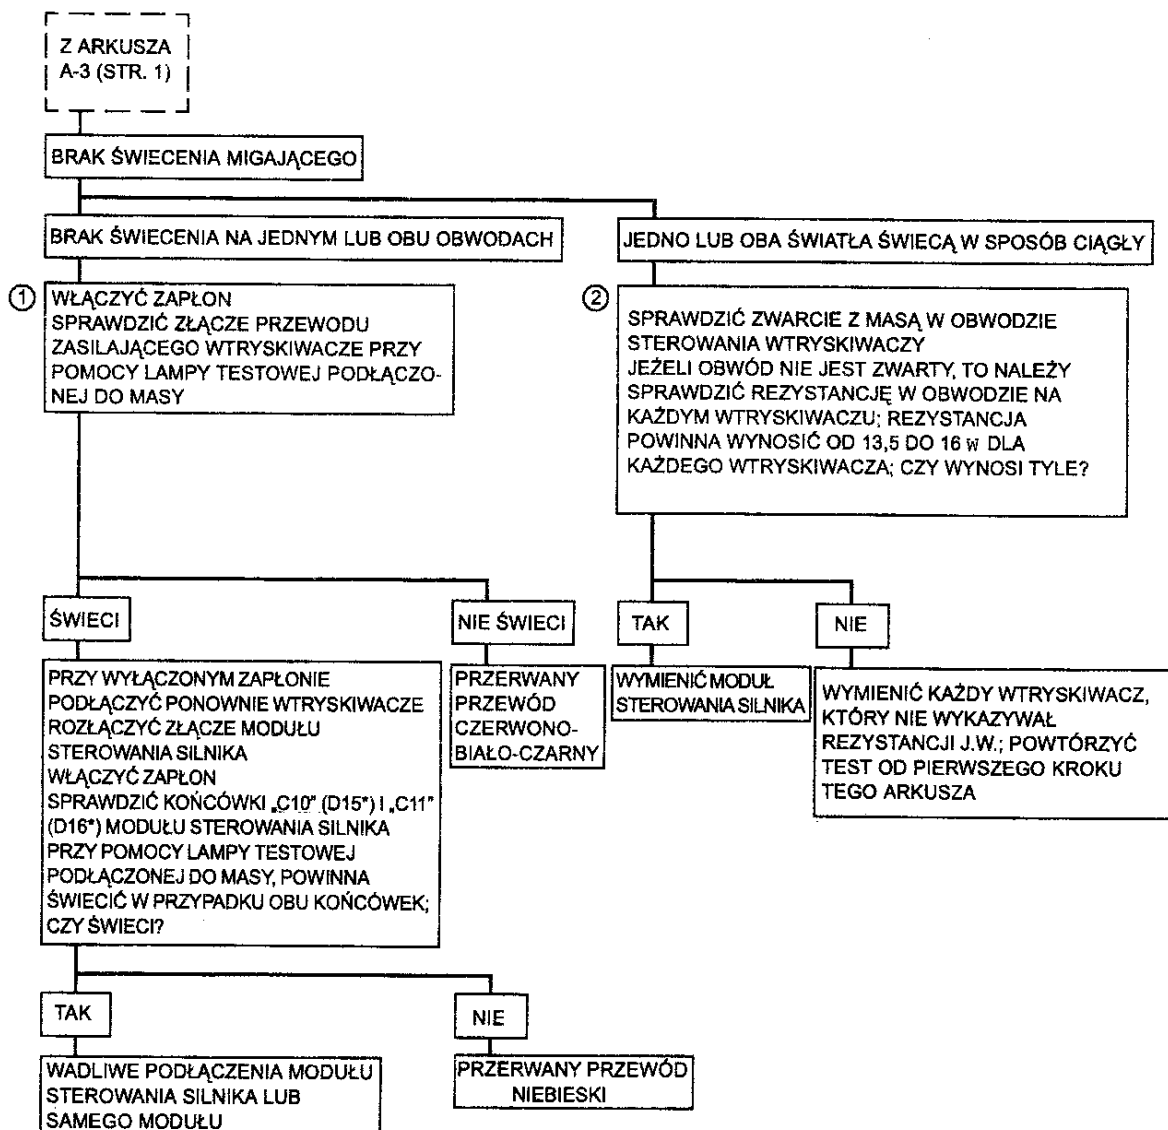 Z ARKUSZA
A-3 (STR. 1)
BRAK ŚWIECENIA MIGAJĄCEGO
BRAK ŚWIECENIA NA JEDNYM LUB OBU OBWODACH
JEDNO LUB OBA ŚWIATŁA ŚWIECĄ W SPOSÓB CIĄGŁY
1
WŁĄCZYĆ ZAPŁON
SPRAWDZIĆ ZŁĄCZE PRZEWODU
ZASILAJĄCEGO WTRYSKIWACZE PRZY
POMOCY LAMPY TESTOWEJ PODŁĄCZO-
NEJ DO MASY
2
SPRAWDZIĆ ZWARCIE Z MASĄ W OBWODZIE
STEROWANIA WTRYSKIWACZY
JEŻELI OBWÓD NIE JEST ZWARTY, TO NALEŻY
SPRAWDZIĆ REZYSTANCJĘ W OBWODZIE NA
KAŻDYM WTRYSKIWACZU; REZYSTANCJA
POWINNA WYNOSIĆ OD 13,5 DO 16 w DLA
KAŻDEGO WTRYSKIWACZA; CZY WYNOSI TYLE?
ŚWIECI
NIE ŚWIECI
TAK
NIE
PRZY WYŁĄCZONYM ZAPŁONIE
PODŁĄCZYĆ PONOWNIE WTRYSKIWACZE
ROZŁĄCZYĆ ZŁĄCZE MODUŁU
STEROWANIA SILNIKA
WŁĄCZYĆ ZAPŁON
SPRAWDZIĆ KOŃCÓWKI „C10" (D15*) I „C11"
(D16*) MODUŁU STEROWANIA SILNIKA
PRZY POMOCY LAMPY TESTOWEJ
PODŁĄCZONEJ DO MASY, POWINNA
ŚWIECIĆ W PRZYPADKU OBU KOŃCÓWEK;
CZY ŚWIECI?
PRZERWANY
PRZEWÓD
CZERWONO-
BIAŁO-CZARNY
WYMIENIĆ MODUŁ
STEROWANIA SILNIKA
WYMIENIĆ KAŻDY WTRYSKIWACZ,
KTÓRY NIE WYKAZYWAŁ
REZYSTANCJI J.W.; POWTÓRZYĆ
TEST OD PIERWSZEGO KROKU
TEGO ARKUSZA
TAK
NIE
WADLIWE PODŁĄCZENIA MODUŁU
STEROWANIA SILNIKA LUB
SAMEGO MODUŁU
PRZERWANY PRZEWÓD
NIEBIESKI